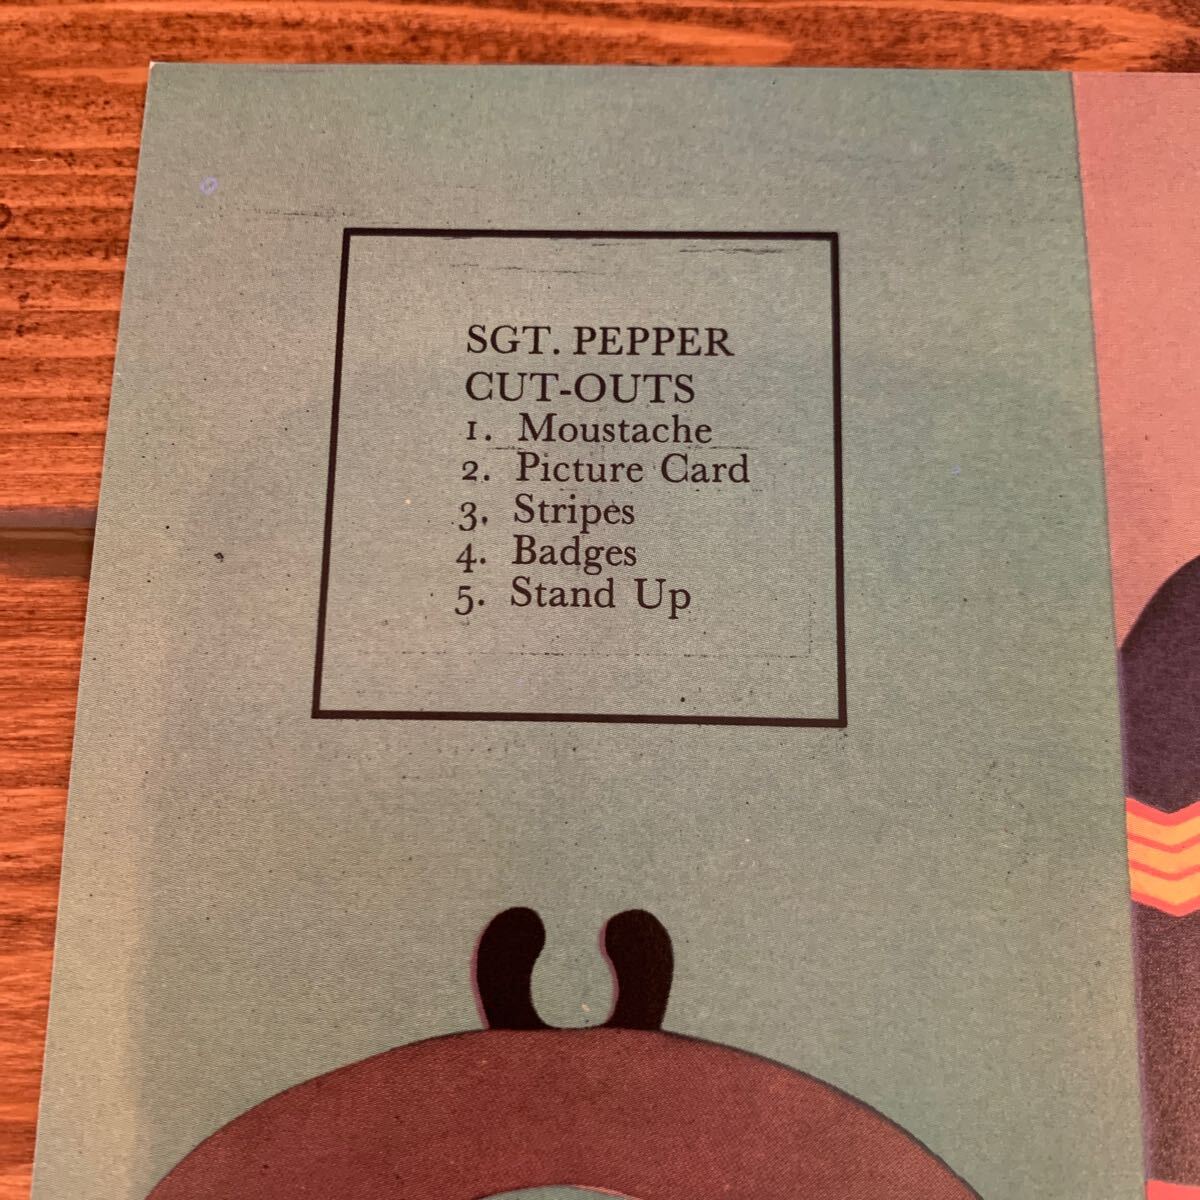 SGT. PEPPER
CUT-OUTS
1. Moustache
2. Picture Card
3. Stripes
4. Badges
5. Stand Up